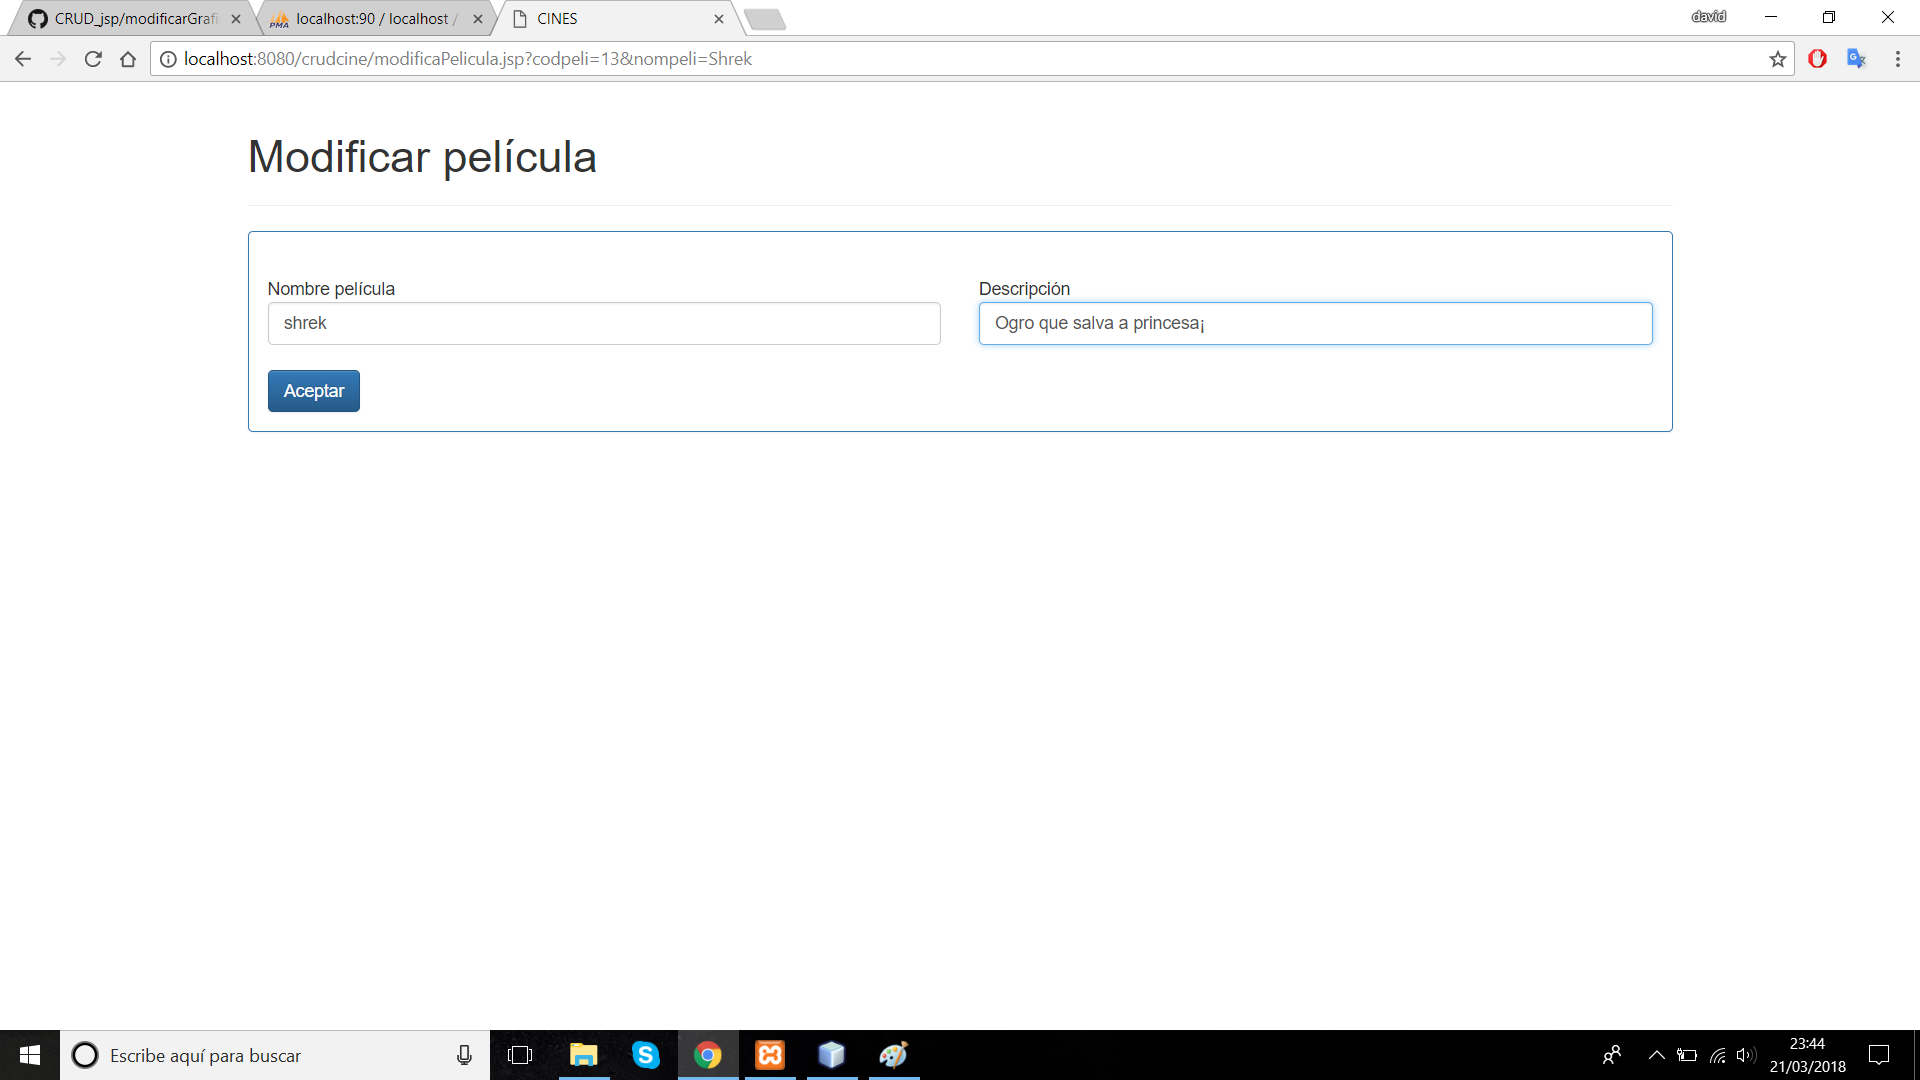 CRUD_jsp/modificarGrafi
localhost:90 / localhost /
CINES
david
localhost:8080/crudcine/modificaPelicula.jsp?codpeli=13&nompeli=Shrek
Modificar película
Nombre película
Descripción
shrek
Ogro que salva a princesa¡
Aceptar
Escribe aquí para buscar
23:44
21/03/2018